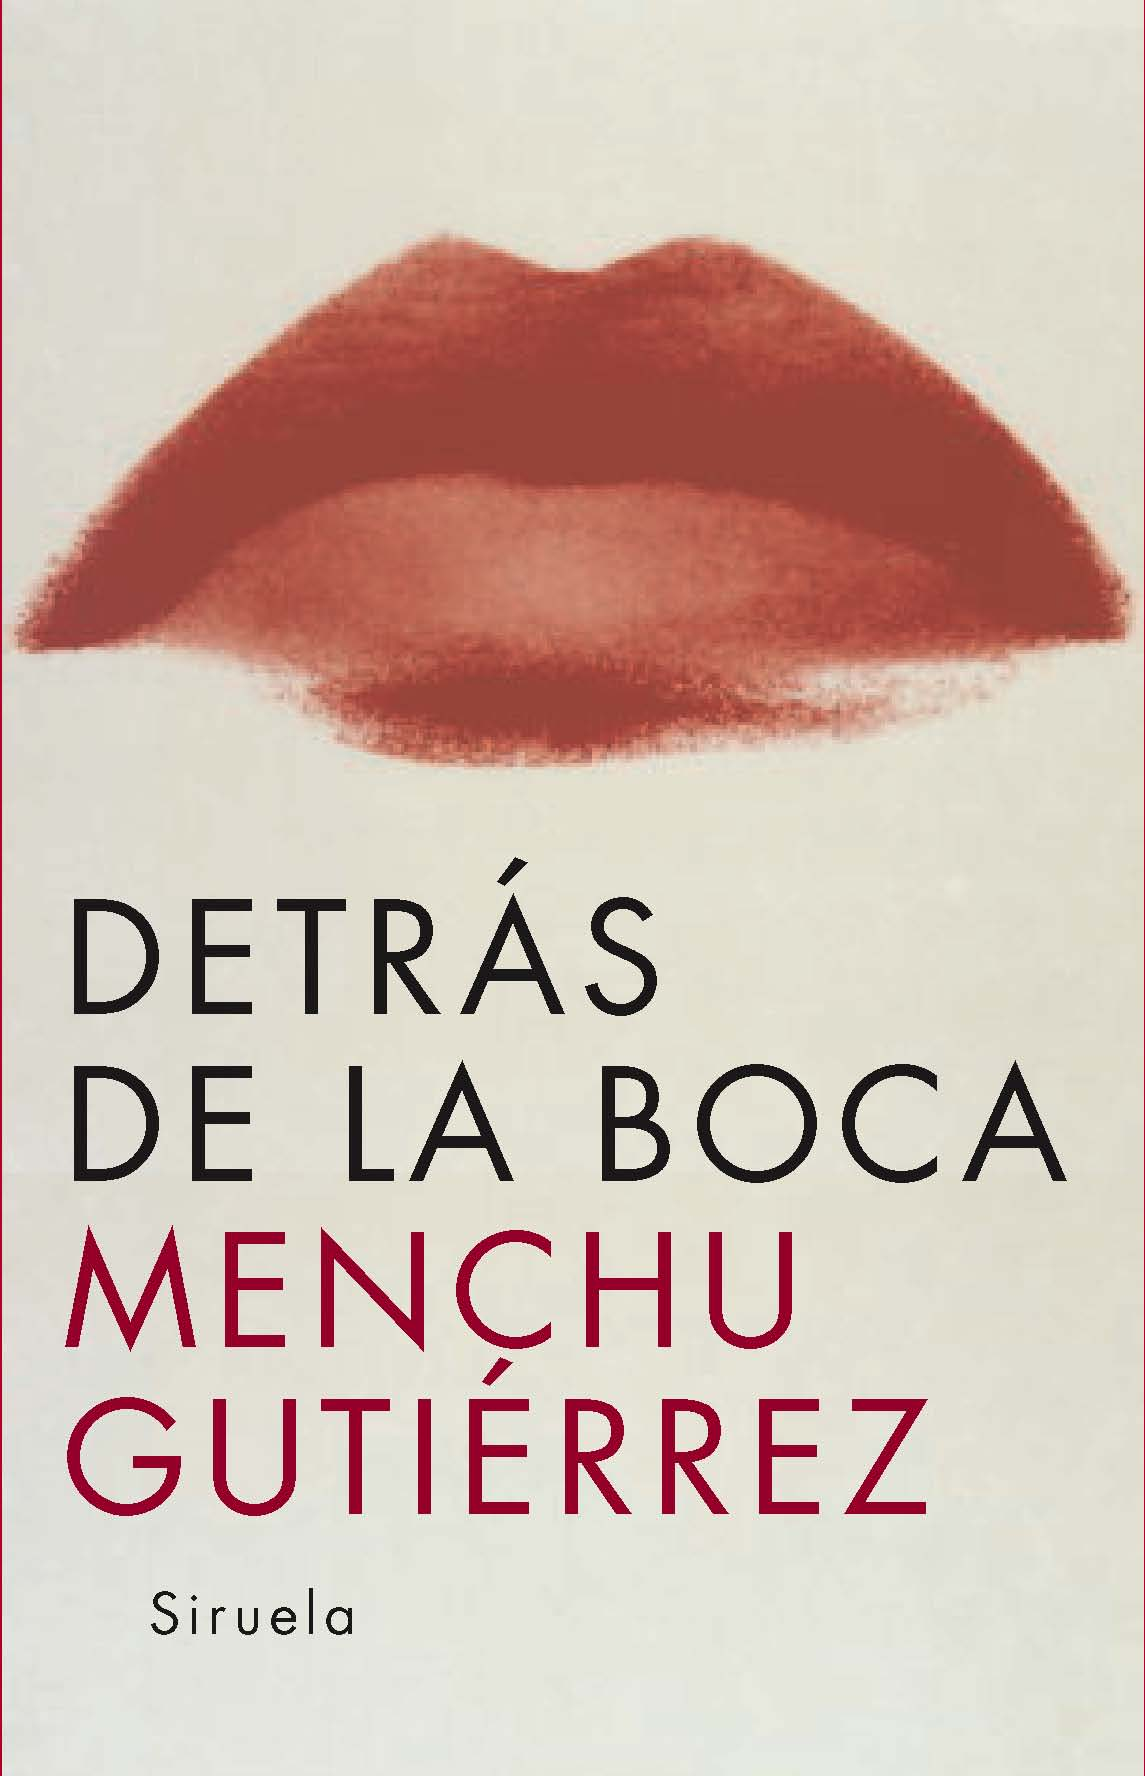 DETRÁS
DE LA BOCA
MENCHU
GUTIÉRREZ
Siruela